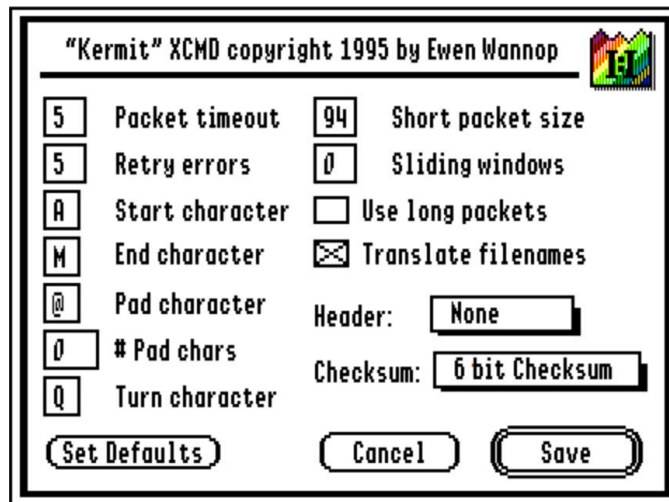 “Kermit” XCMD copyright 1995 by Ewen Wannop
5 Packet timeout
5 Retry errors
A Start character
M End character
@ Pad character
0 # Pad chars
Q Turn character
94 Short packet size
0 Sliding windows
Use long packets
Translate filenames
Header: None
Checksum: 6 bit Checksum
Set Defaults
Cancel
Save